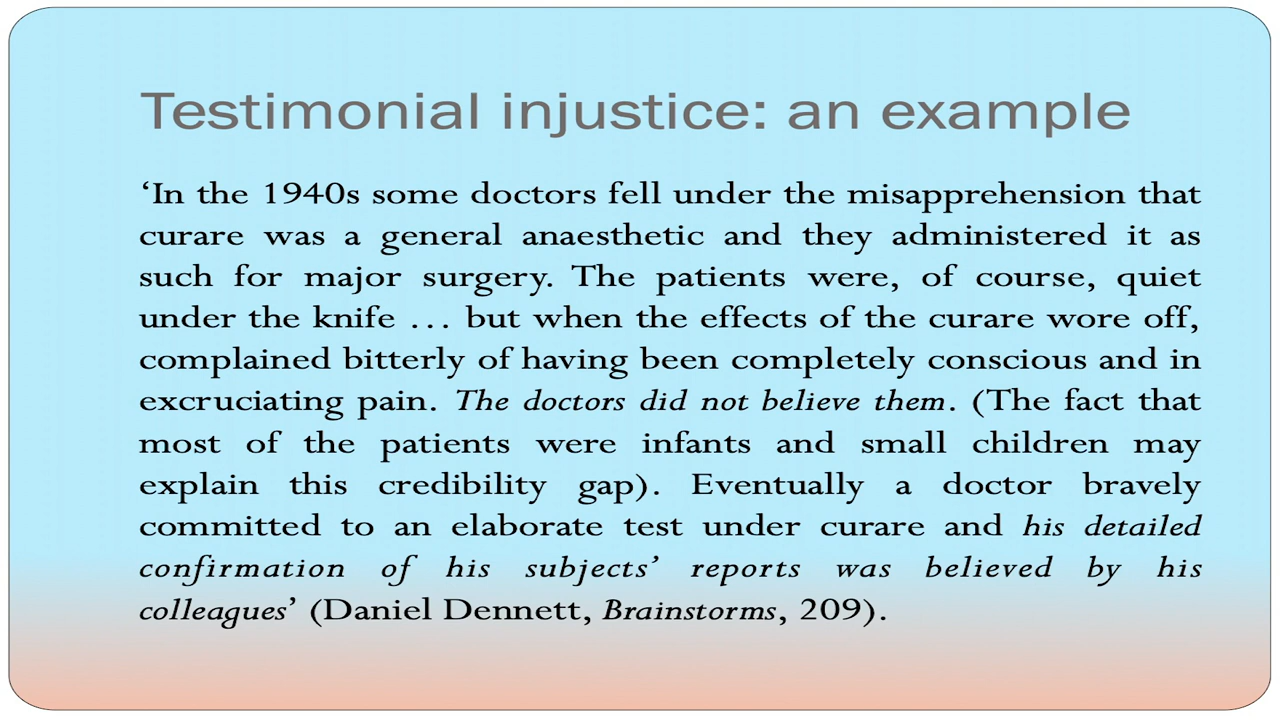 Testimonial injustice: an example
‘In the 1940s some doctors fell under the misapprehension that
curare was a general anaesthetic and they administered it as
such for major surgery. The patients were, of course, quiet
under the knife … but when the effects of the curare wore off,
complained bitterly of having been completely conscious and in
excruciating pain. The doctors did not believe them. (The fact that
most of the patients were infants and small children may
explain this credibility gap). Eventually a doctor bravely
committed to an elaborate test under curare and his detailed
confirmation of his subjects’ reports was believed by his
colleagues’ (Daniel Dennett, Brainstorms, 209).